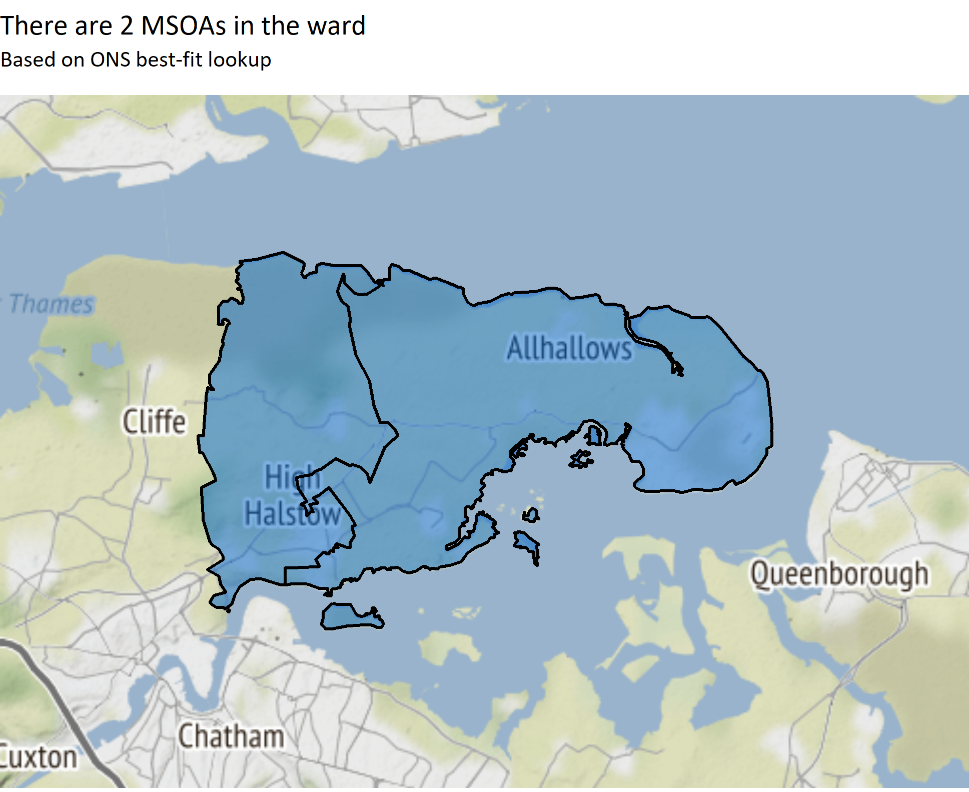 There are 2 MSOAs in the ward
Based on ONS best-fit lookup
Thames
Allhallows
Cliffe
High
Halstow
Queenborough
Chatham
Cuxton